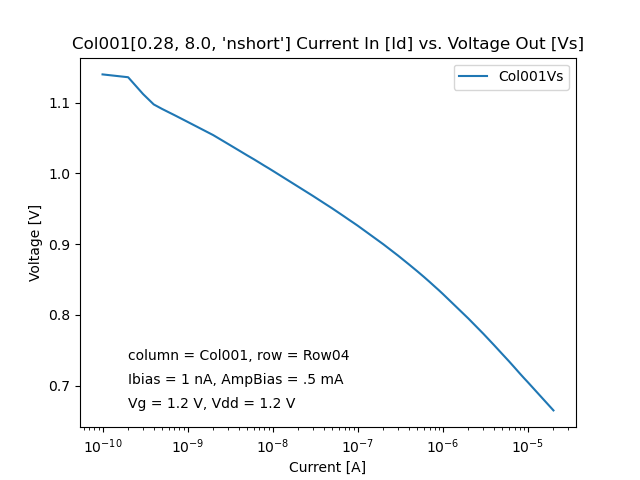 Col001[0.28, 8.0, 'nshort'] Current In [Id] vs. Voltage Out [Vs]
Col001Vs
1.1
1.0
0.9
0.8
0.7
Voltage [V]
column = Col001, row = Row04
Ibias = 1 nA, AmpBias = .5 mA
Vg = 1.2 V, Vdd = 1.2 V
10⁻¹⁰ 10⁻⁹ 10⁻⁸ 10⁻⁷ 10⁻⁶ 10⁻⁵
Current [A]